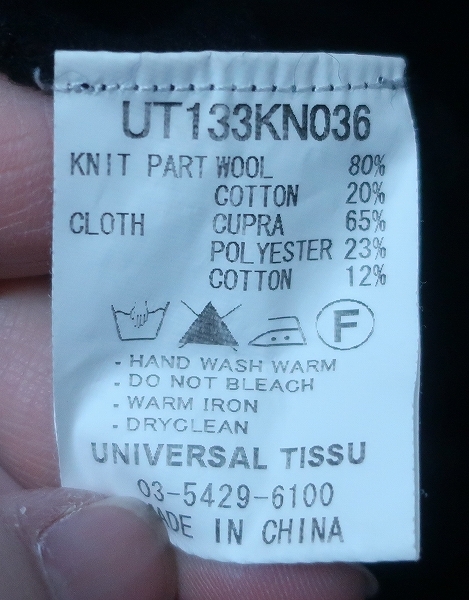 UT133KN036
KNIT PART WOOL 80%
COTTON 20%
CLOTH CUPRA 65%
POLYESTER 23%
COTTON 12%
F
- HAND WASH WARM
- DO NOT BLEACH
- WARM IRON
- DRYCLEAN
UNIVERSAL TISSU
03-5429-6100
MADE IN CHINA